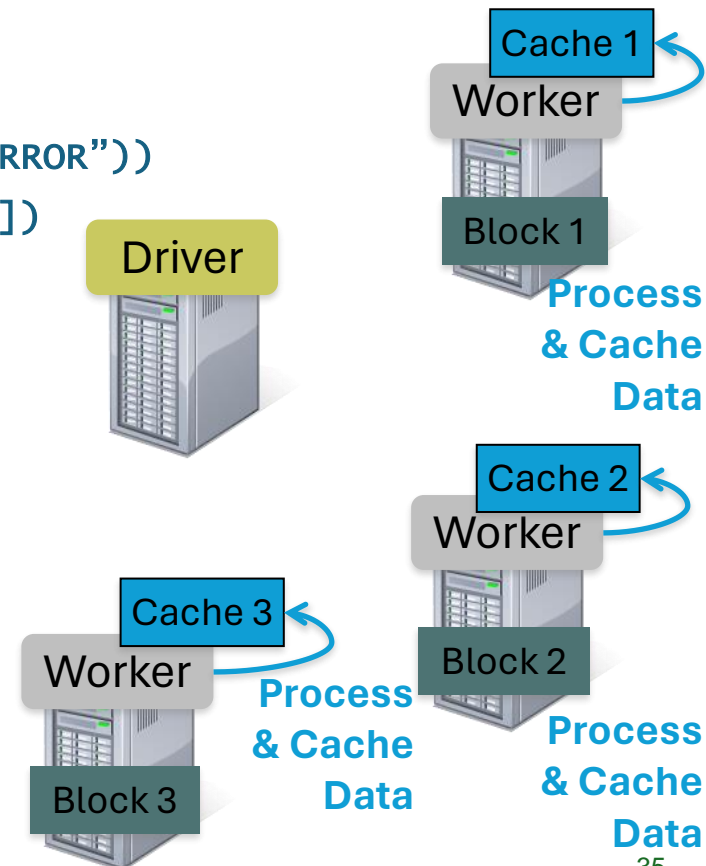 Cache 1
Worker
RROR”))
])
Block 1
Driver
Process
& Cache
Data
Cache 2
Worker
Cache 3
Block 2
Worker
Process
& Cache
Data
Process
& Cache
Data
Block 3
35